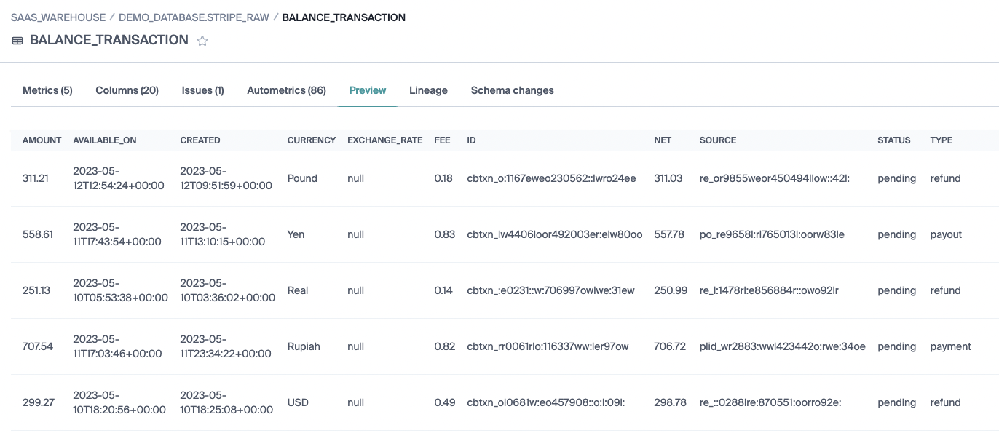 SAAS_WAREHOUSE / DEMO_DATABASE.STRIPE_RAW / BALANCE_TRANSACTION
BALANCE_TRANSACTION
Metrics (5) Columns (20) Issues (1) Autometrics (86) Preview Lineage Schema changes
AMOUNT AVAILABLE_ON CREATED CURRENCY EXCHANGE_RATE FEE ID NET SOURCE STATUS TYPE
311.21 2023-05-12T12:54:24+00:00 2023-05-12T09:51:59+00:00 Pound null 0.18 cbtxn_o:1167eweo230562::lwro24ee 311.03 re_or9855weor450494llow::42l: pending refund
558.61 2023-05-11T17:43:54+00:00 2023-05-11T13:10:15+00:00 Yen null 0.83 cbtxn_lw4406loor492003er:elw80oo 557.78 po_re9658l:rl765013l:oorw83le pending payout
251.13 2023-05-10T05:53:38+00:00 2023-05-10T03:36:02+00:00 Real null 0.14 cbtxn_:e0231::w:706997owlwe:31ew 250.99 re_l:1478rl:e856884r::owo92lr pending refund
707.54 2023-05-11T17:03:46+00:00 2023-05-11T23:34:22+00:00 Rupiah null 0.82 cbtxn_rr0061rlo:116337ww:ler97ow 706.72 plid_wr2883:wwl423442o:rwe:34oe pending payment
299.27 2023-05-10T18:20:56+00:00 2023-05-10T18:25:08+00:00 USD null 0.49 cbtxn_ol0681w:eo457908::o:l:09l: 298.78 re_::0288lre:870551:oorro92e: pending refund